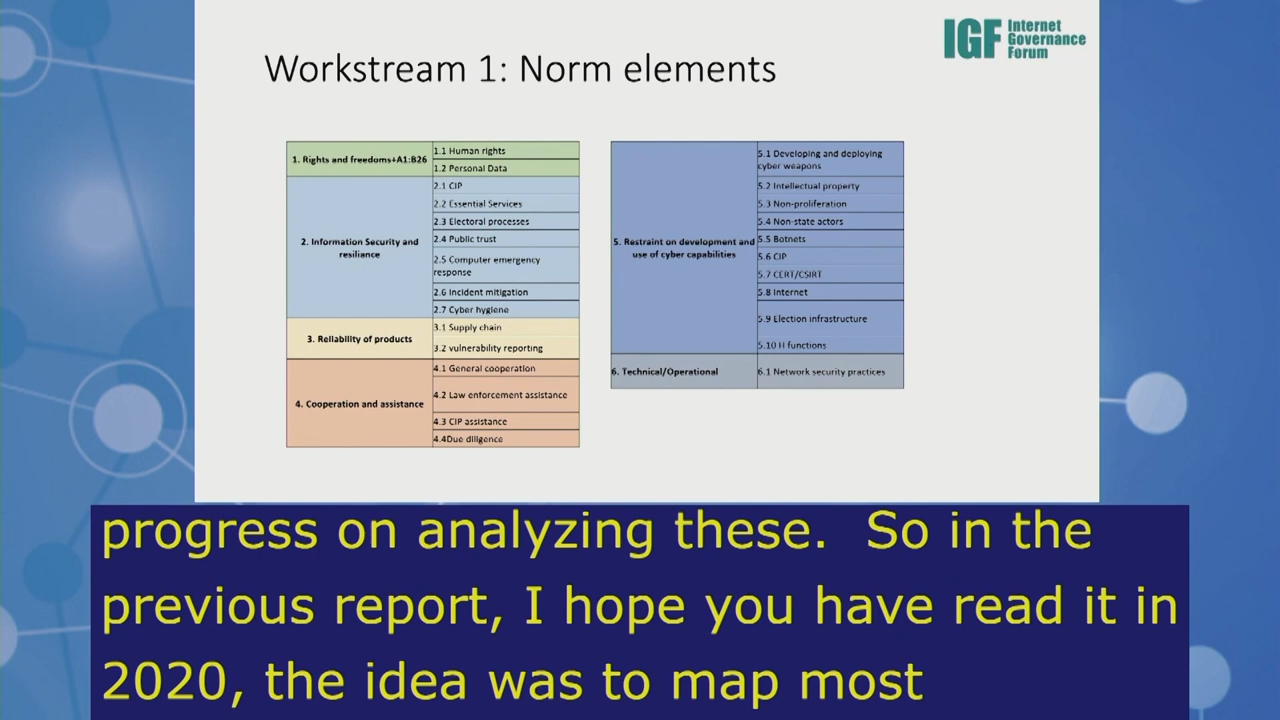 IGF Internet
Governance
Forum
Workstream 1: Norm elements
1. Rights and freedoms+A1:B26
1.1 Human rights
1.2 Personal Data
2. Information Security and
resiliance
2.1 CIP
2.2 Essential Services
2.3 Electoral processes
2.4 Public trust
2.5 Computer emergency
response
2.6 Incident mitigation
2.7 Cyber hygiene
3. Reliability of products
3.1 Supply chain
3.2 vulnerability reporting
4. Cooperation and assistance
4.1 General cooperation
4.2 Law enforcement assistance
4.3 CIP assistance
4.4Due diligence
5. Restraint on development and
use of cyber capabilities
5.1 Developing and deploying
cyber weapons
5.2 Intellectual property
5.3 Non-proliferation
5.4 Non-state actors
5.5 Botnets
5.6 CIP
5.7 CERT/CSIRT
5.8 Internet
5.9 Election infrastructure
5.10 functions
6. Technical/Operational
6.1 Network security practices
progress on analyzing these. So in the
previous report, I hope you have read it in
2020, the idea was to map most